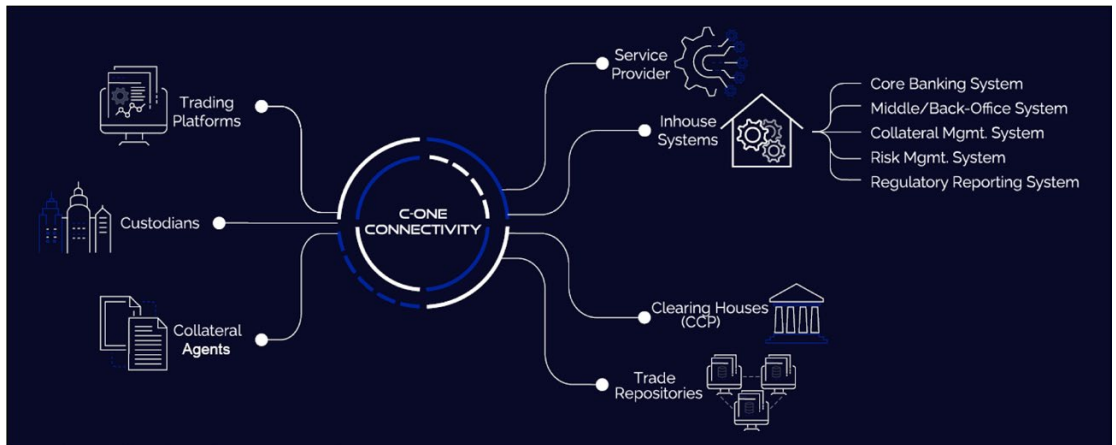 Trading
Platforms
Custodians
Collateral
Agents
C-ONE
CONNECTIVITY
Service
Provider
Inhouse
Systems
Core Banking System
Middle/Back-Office System
Collateral Mgmt. System
Risk Mgmt. System
Regulatory Reporting System
Clearing Houses
(CCP)
Trade
Repositories